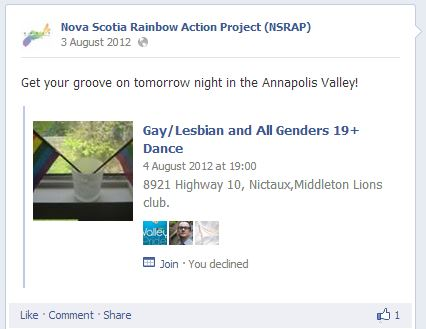 Nova Scotia Rainbow Action Project (NSRAP)
3 August 2012
Get your groove on tomorrow night in the Annapolis Valley!
Gay/Lesbian and All Genders 19+
Dance
4 August 2012 at 19:00
8921 Highway 10, Nictaux,Middleton Lions
club.
Valley
Pride
Join · You declined
Like · Comment · Share
1